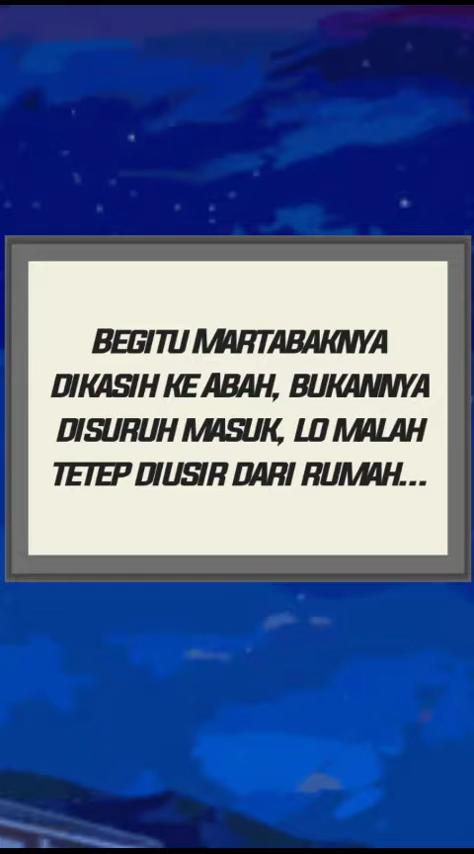 BEGITU MARTABAKNYA
DIKASIH KE ABAH, BUKANNYA
DISURUH MASUK, LO MALAH
TETEP DIUSIR DARI RUMAH...